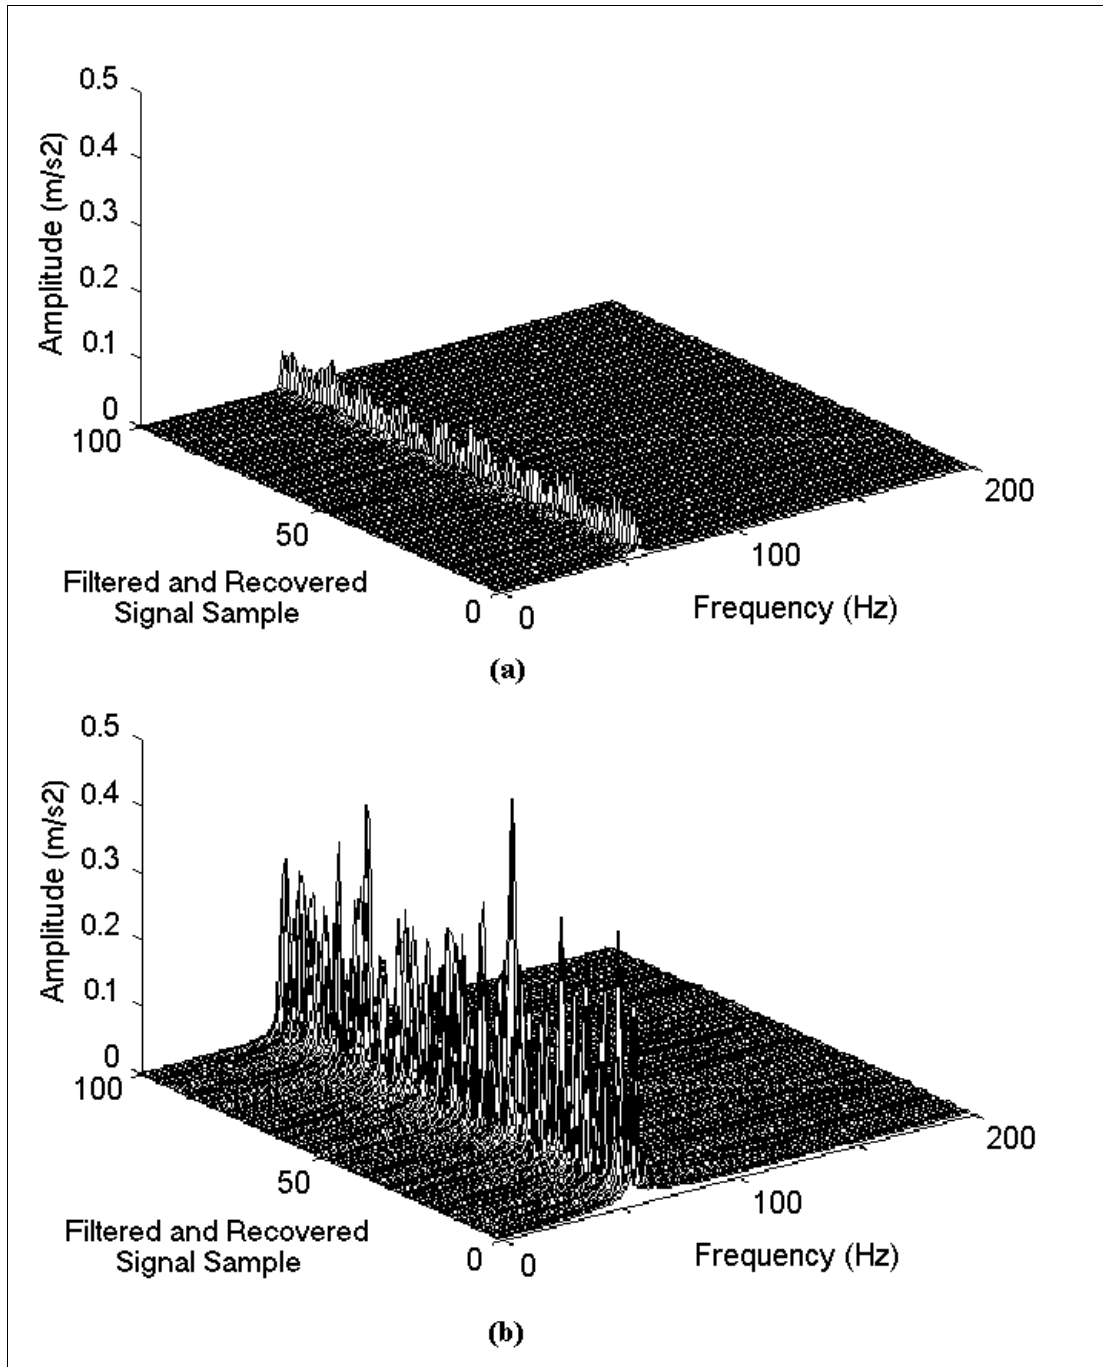 0.5
0.4
0.3
0.2
0.1
0
100
50
0
0
100
200
Amplitude (m/s2)
Filtered and Recovered
Signal Sample
Frequency (Hz)
(a)
0.5
0.4
0.3
0.2
0.1
0
100
50
0
0
100
200
Amplitude (m/s2)
Filtered and Recovered
Signal Sample
Frequency (Hz)
(b)